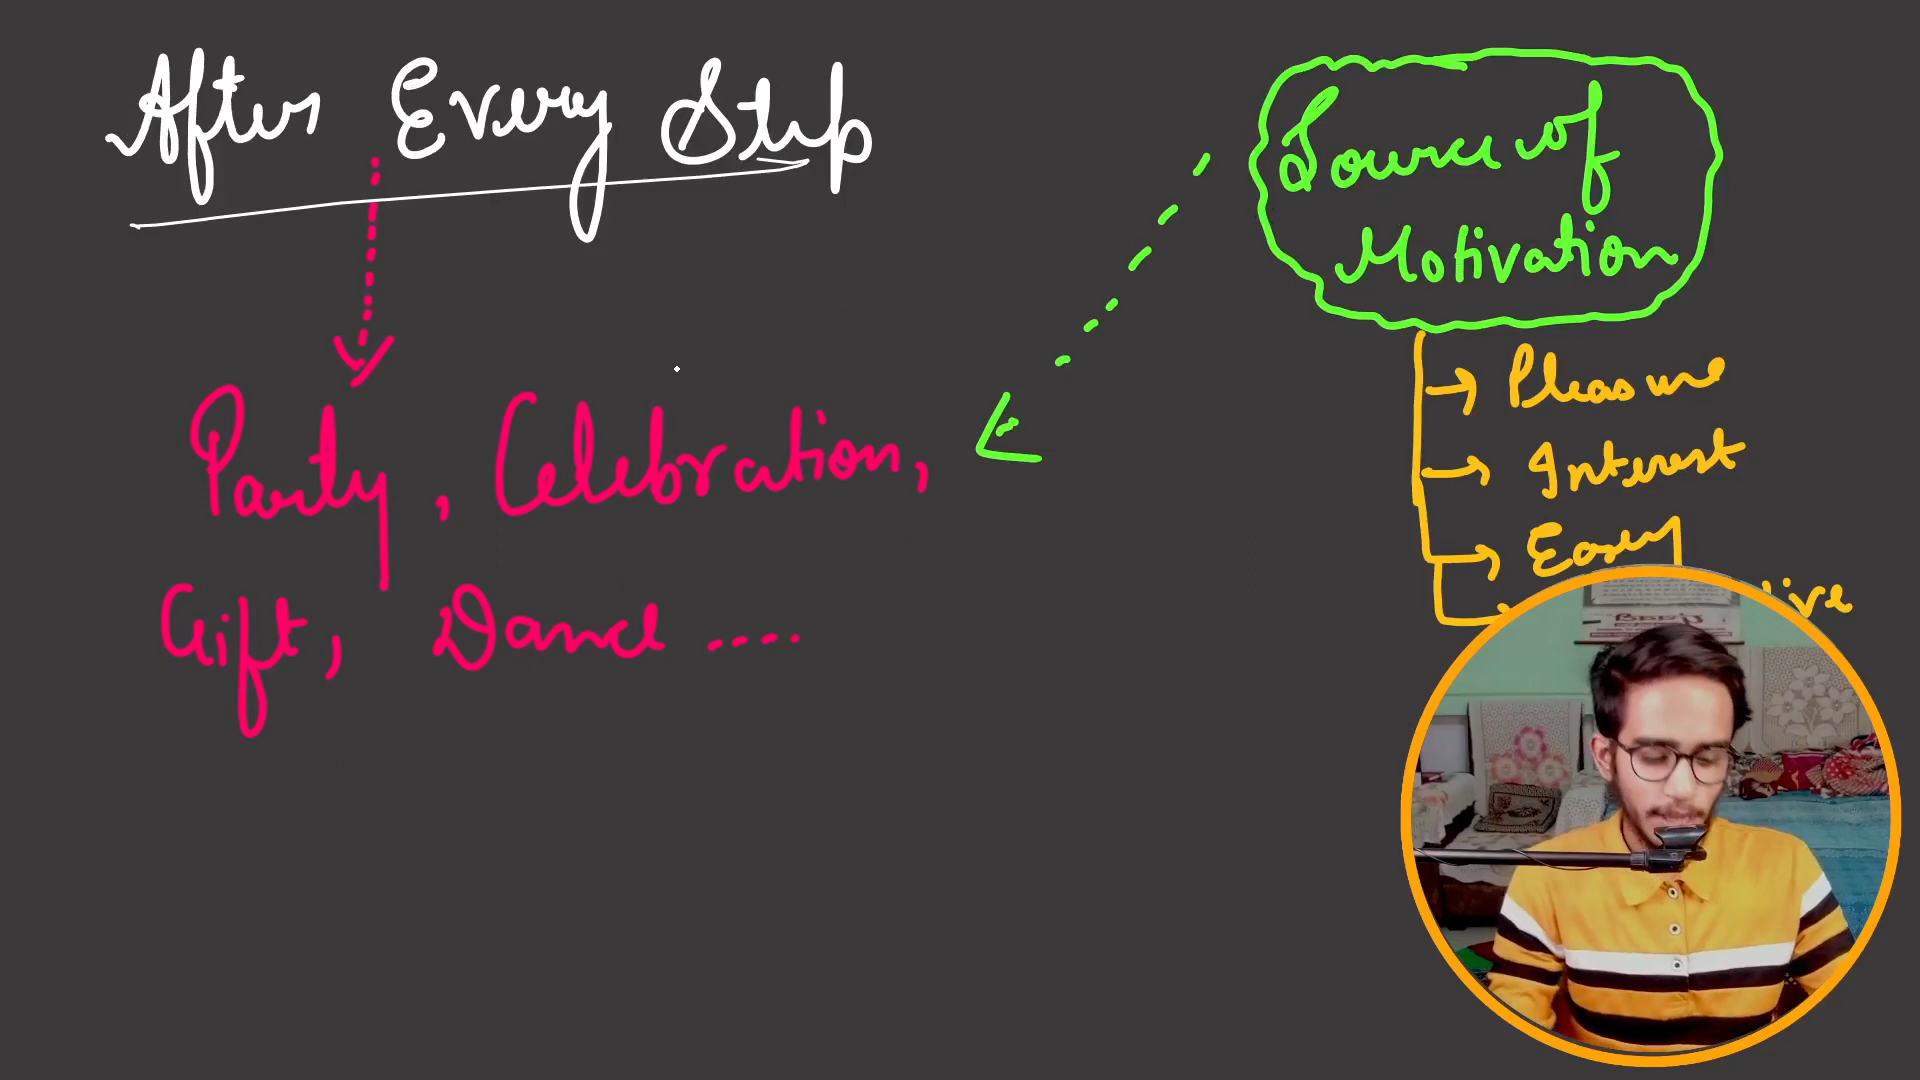 After Every Step
Party, Celebration,
Gift, Dance ....
Source of
Motivation
Pleasure
Interest
Easy